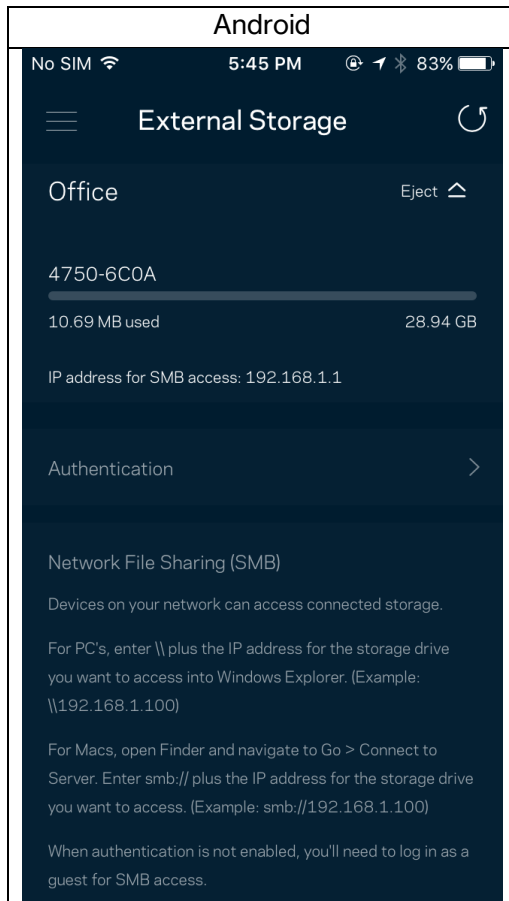 Android
No SIM 5:45 PM 83%
External Storage
Office Eject
4750-6C0A
10.69 MB used 28.94 GB
IP address for SMB access: 192.168.1.1
Authentication
Network File Sharing (SMB)
Devices on your network can access connected storage.
For PC's, enter \\ plus the IP address for the storage drive
you want to access into Windows Explorer. (Example:
\\192.168.1.100)
For Macs, open Finder and navigate to Go > Connect to
Server. Enter smb:// plus the IP address for the storage drive
you want to access. (Example: smb://192.168.1.100)
When authentication is not enabled, you'll need to log in as a
guest for SMB access.